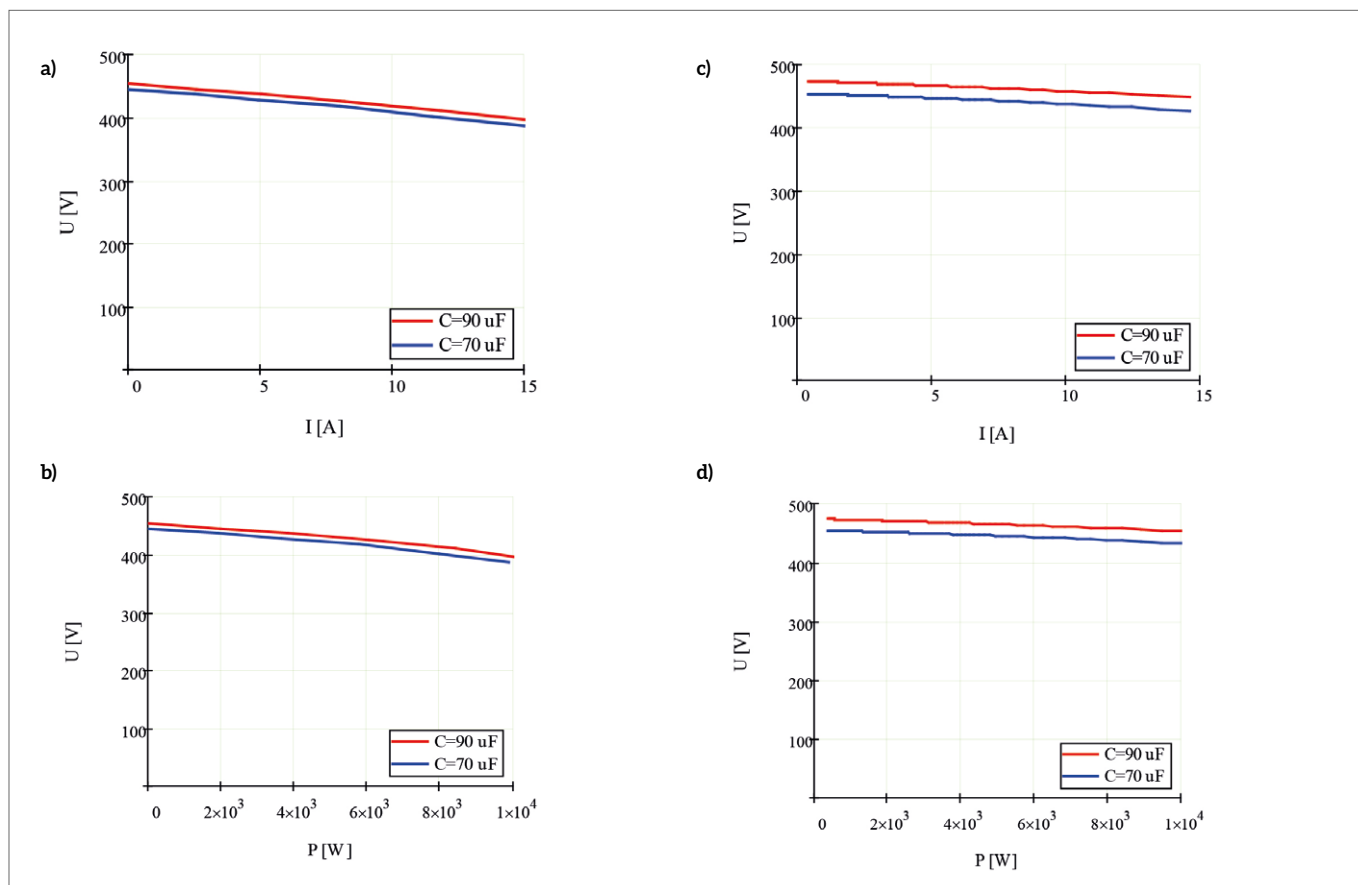 a)
500
400
300
200
100
U [V]
C=90 uF
C=70 uF
0
5
10
15
I [A]
b)
500
400
300
200
100
U [V]
C=90 uF
C=70 uF
0
2×10³
4×10³
6×10³
8×10³
1×10⁴
P [W]
c)
500
400
300
200
100
U [V]
C=90 uF
C=70 uF
0
5
10
15
I [A]
d)
500
400
300
200
100
U [V]
C=90 uF
C=70 uF
0
2×10³
4×10³
6×10³
8×10³
1×10⁴
P [W]